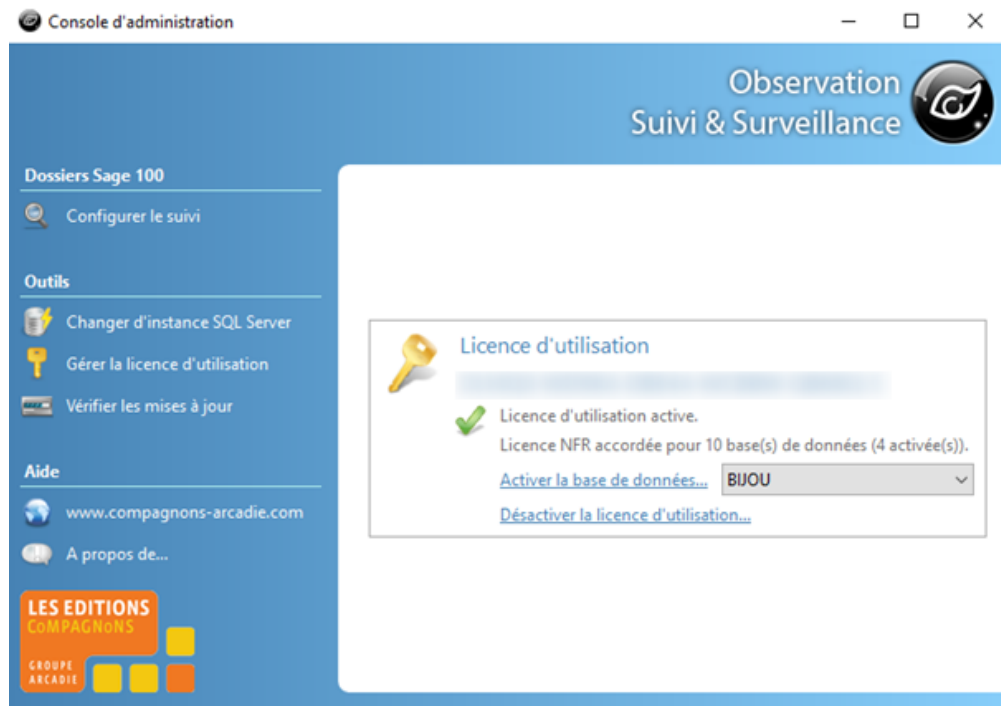 Console d'administration
Observation
Suivi & Surveillance
Dossiers Sage 100
Configurer le suivi
Outils
Changer d'instance SQL Server
Gérer la licence d'utilisation
Vérifier les mises à jour
Aide
www.compagnons-arcadie.com
A propos de...
LES EDITIONS
CoMPAGNoNS
GROUPE
ARCADIE
Licence d'utilisation
Licence d'utilisation active.
Licence NFR accordée pour 10 base(s) de données (4 activée(s)).
Activer la base de données... BIJOU
Désactiver la licence d'utilisation...